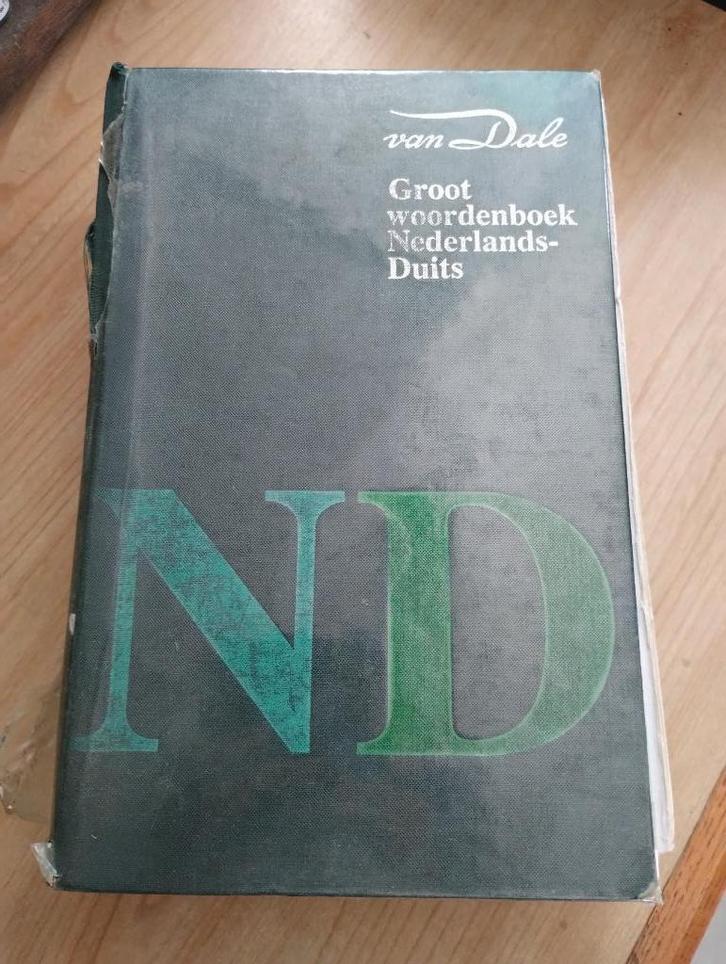 van Dale
Groot
woordenboek
Nederlands-
Duits
ND